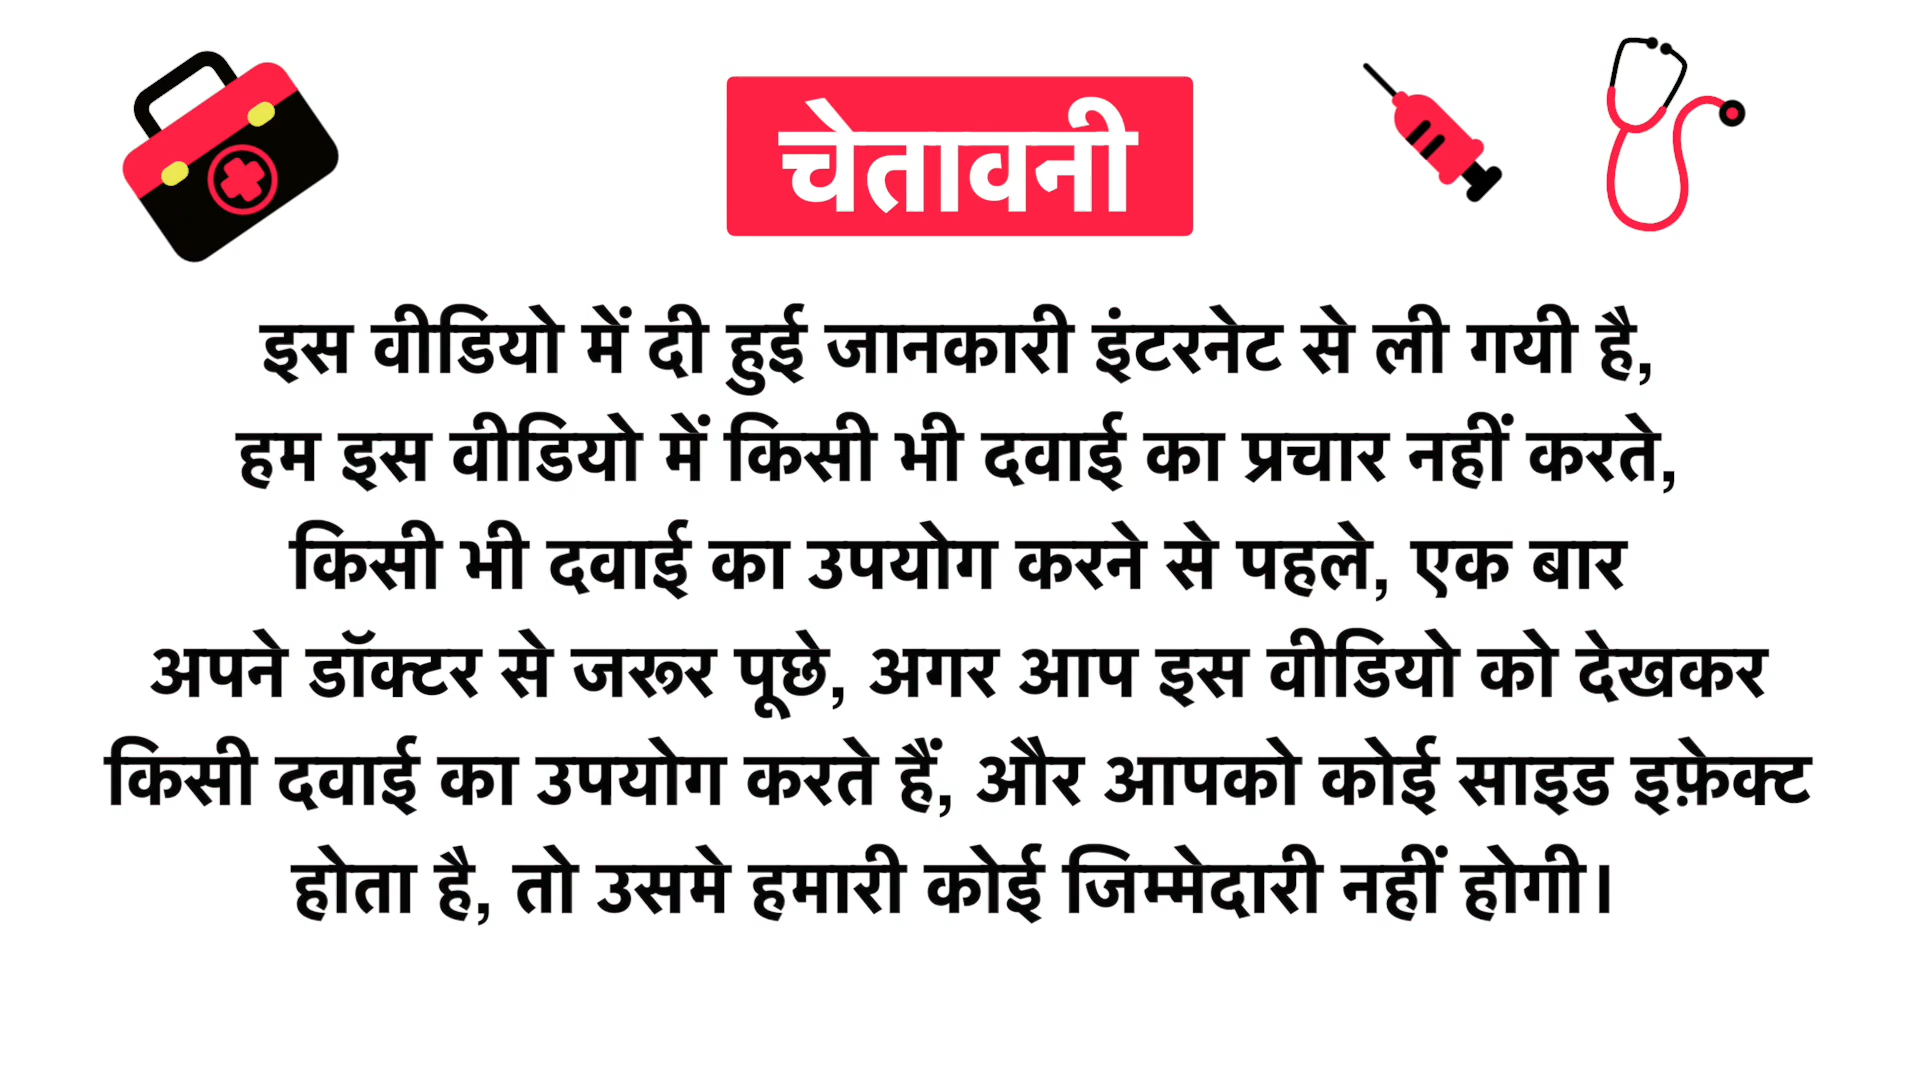 चेतावनी
इस वीडियो में दी हुई जानकारी इंटरनेट से ली गयी है,
हम इस वीडियो में किसी भी दवाई का प्रचार नहीं करते,
किसी भी दवाई का उपयोग करने से पहले, एक बार
अपने डॉक्टर से जरूर पूछे, अगर आप इस वीडियो को देखकर
किसी दवाई का उपयोग करते हैं, और आपको कोई साइड इफ़ेक्ट
होता है, तो उसमे हमारी कोई जिम्मेदारी नहीं होगी।